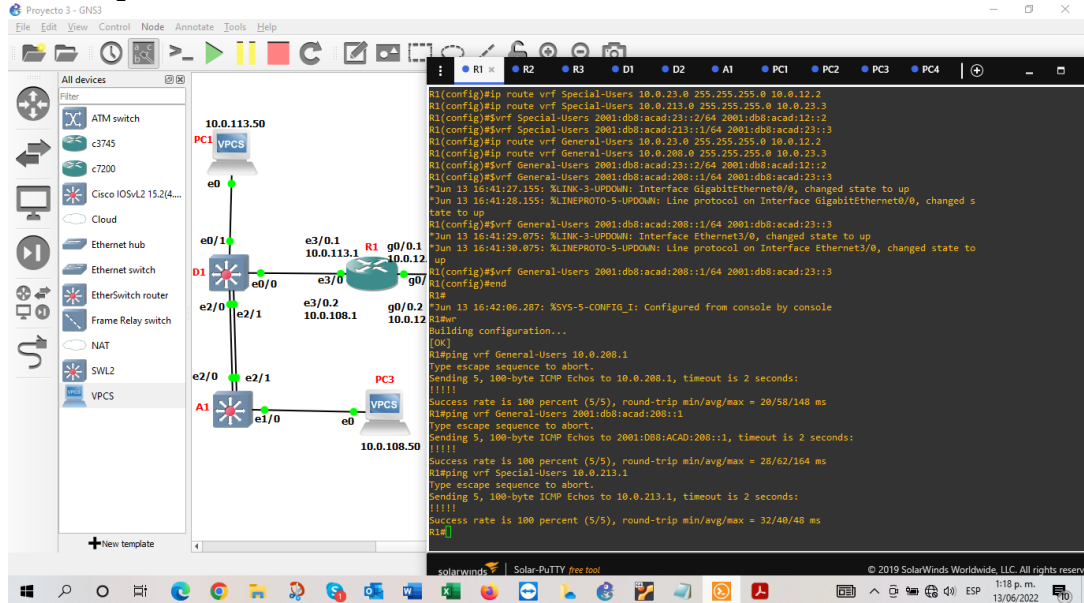 Proyecto 3 - GNS3
File Edit View Control Node Annotate Tools Help
All devices
Filter
ATM switch
c3745
c7200
Cisco IOSvL2 15.2(4....
Cloud
Ethernet hub
Ethernet switch
EtherSwitch router
Frame Relay switch
NAT
SWL2
VPCS
New template
10.0.113.50
PC1
VPCS
e0
e0/1
D1
e0/0
e2/0
e2/1
e3/0.1
10.0.113.1
R1
g0/0.1
10.0.12.
e3/0
g0/
e3/0.2
10.0.108.1
g0/0.2
10.0.12
e2/0
e2/1
A1
e1/0
PC3
VPCS
e0
10.0.108.50
R1 × R2 R3 D1 D2 A1 PC1 PC2 PC3 PC4
R1(config)#ip route vrf Special-Users 10.0.23.0 255.255.255.0 10.0.12.2
R1(config)#ip route vrf Special-Users 10.0.213.0 255.255.255.0 10.0.23.3
R1(config)#$vrf Special-Users 2001:db8:acad:23::2/64 2001:db8:acad:12::2
R1(config)#$vrf Special-Users 2001:db8:acad:213::1/64 2001:db8:acad:23::3
R1(config)#ip route vrf General-Users 10.0.23.0 255.255.255.0 10.0.12.2
R1(config)#ip route vrf General-Users 10.0.208.0 255.255.255.0 10.0.23.3
R1(config)#$vrf General-Users 2001:db8:acad:23::2/64 2001:db8:acad:12::2
R1(config)#$vrf General-Users 2001:db8:acad:208::1/64 2001:db8:acad:23::3
*Jun 13 16:41:27.155: %LINK-3-UPDOWN: Interface GigabitEthernet0/0, changed state to up
*Jun 13 16:41:28.155: %LINEPROTO-5-UPDOWN: Line protocol on Interface GigabitEthernet0/0, changed s
tate to up
R1(config)#$vrf General-Users 2001:db8:acad:208::1/64 2001:db8:acad:23::3
*Jun 13 16:41:29.075: %LINK-3-UPDOWN: Interface Ethernet3/0, changed state to up
*Jun 13 16:41:30.075: %LINEPROTO-5-UPDOWN: Line protocol on Interface Ethernet3/0, changed state to
up
R1(config)#$vrf General-Users 2001:db8:acad:208::1/64 2001:db8:acad:23::3
R1(config)#end
R1#
*Jun 13 16:42:06.287: %SYS-5-CONFIG_I: Configured from console by console
R1#wr
Building configuration...
[OK]
R1#ping vrf General-Users 10.0.208.1
Type escape sequence to abort.
Sending 5, 100-byte ICMP Echos to 10.0.208.1, timeout is 2 seconds:
!!!!!
Success rate is 100 percent (5/5), round-trip min/avg/max = 20/58/148 ms
R1#ping vrf General-Users 2001:db8:acad:208::1
Type escape sequence to abort.
Sending 5, 100-byte ICMP Echos to 2001:DB8:ACAD:208::1, timeout is 2 seconds:
!!!!!
Success rate is 100 percent (5/5), round-trip min/avg/max = 28/62/164 ms
R1#ping vrf Special-Users 10.0.213.1
Type escape sequence to abort.
Sending 5, 100-byte ICMP Echos to 10.0.213.1, timeout is 2 seconds:
!!!!!
Success rate is 100 percent (5/5), round-trip min/avg/max = 32/40/48 ms
R1#
solarwinds Solar-PuTTY free tool © 2019 SolarWinds Worldwide, LLC. All rights reserv
ESP
1:18 p. m.
13/06/2022